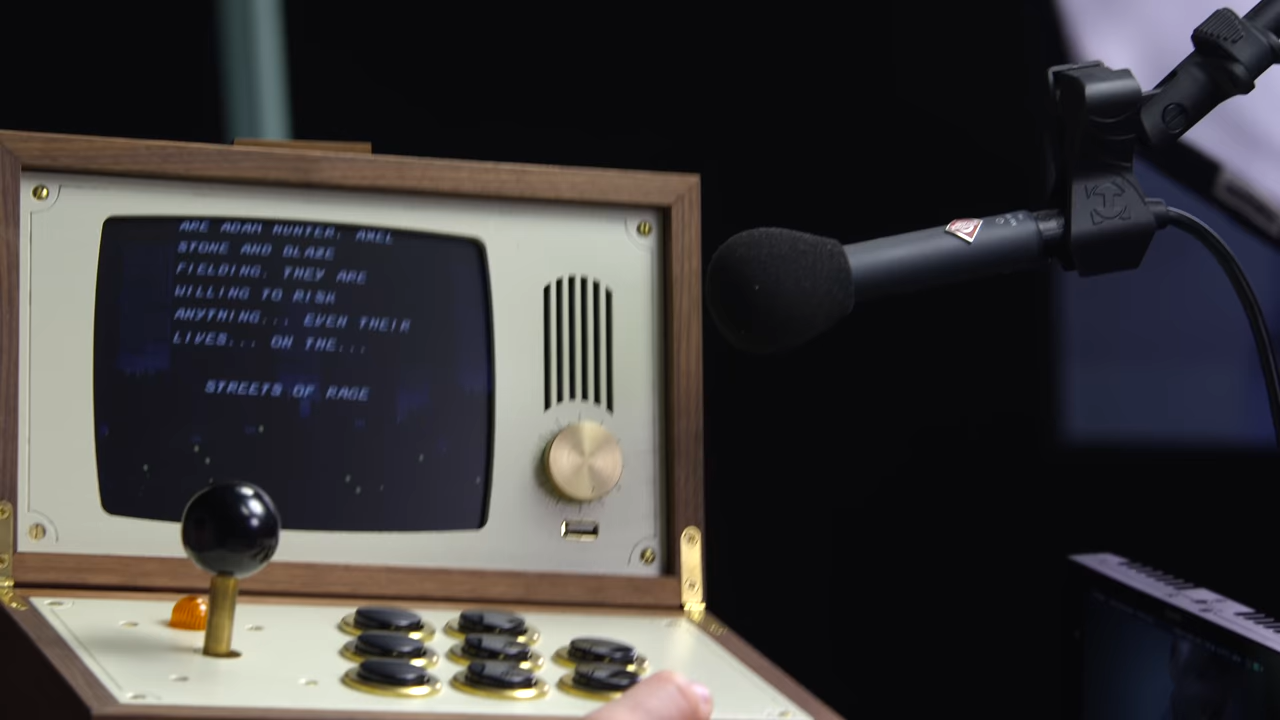 ARE ADAM HUNTER, AXEL
STONE AND BLAZE
FIELDING. THEY ARE
WILLING TO RISK
ANYTHING... EVEN THEIR
LIVES... ON THE...
STREETS OF RAGE